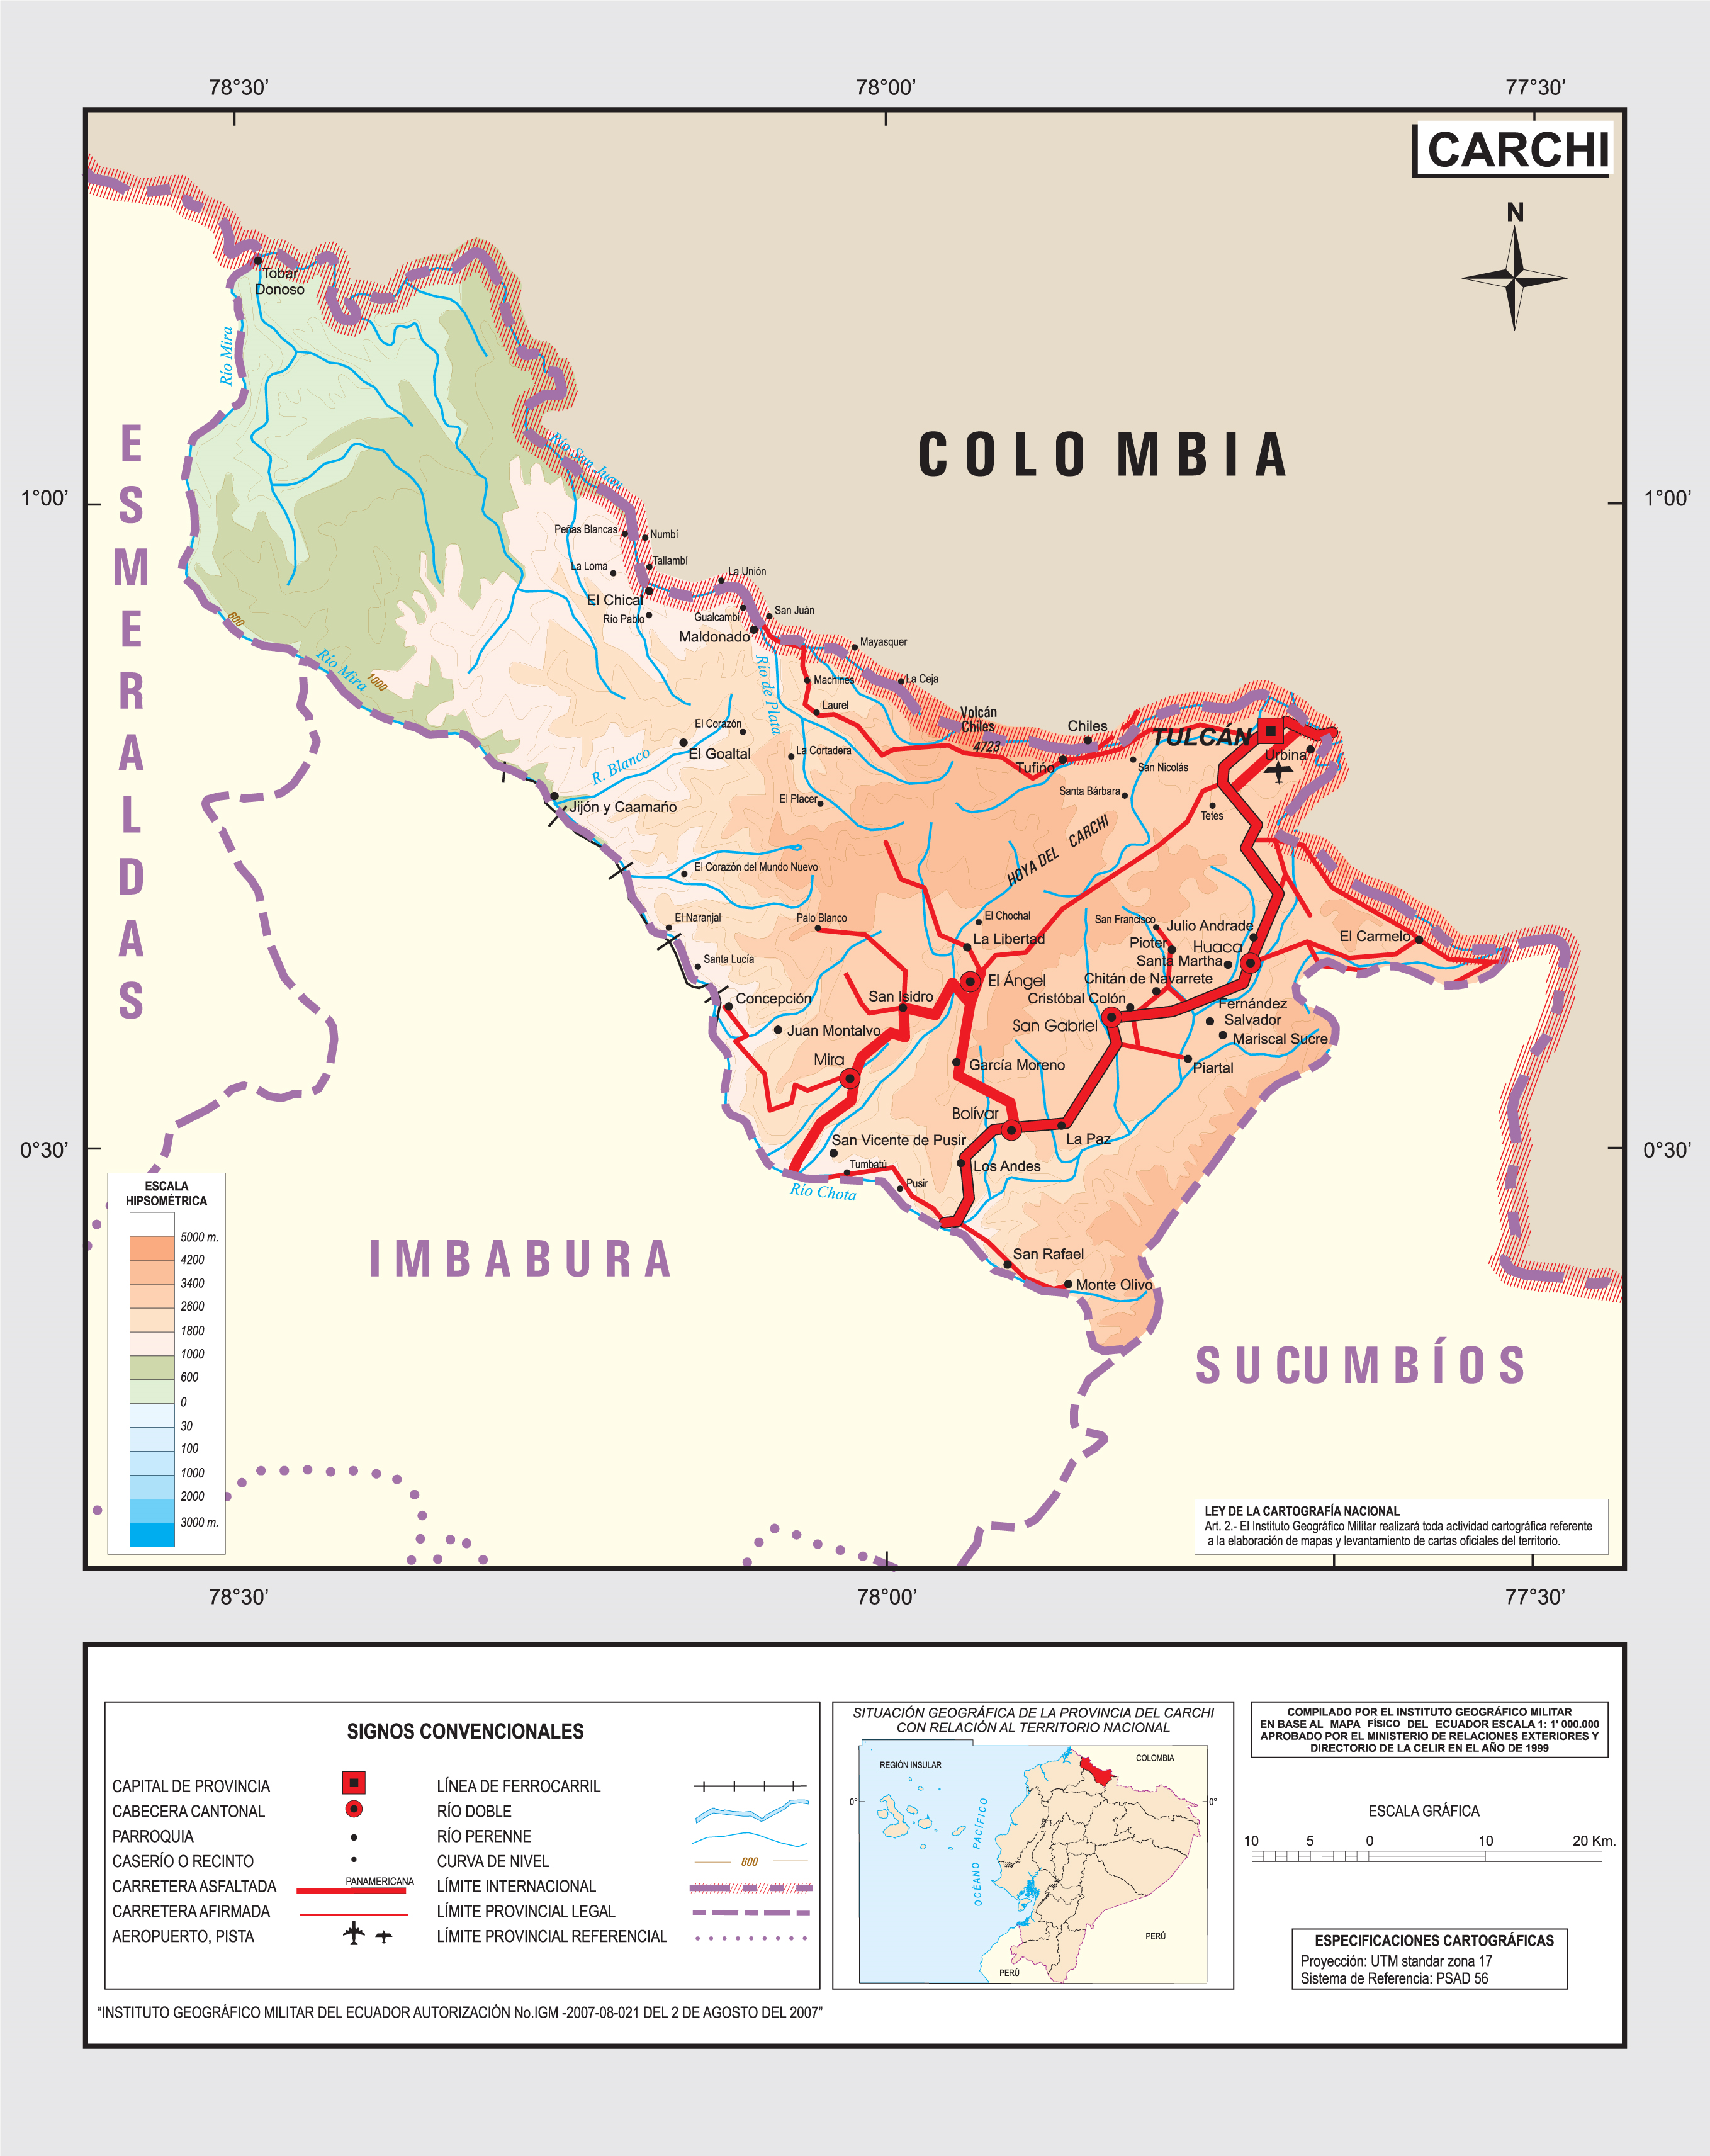 78°30’
78°00’
77°30’
CARCHI
N
Tobar
Donoso
Río Mira
COLOMBIA
ESMERALDAS
Río San Juan
1°00’
1°00’
Peñas Blancas
Numbí
Tallambí
La Loma
La Unión
El Chical
Gualcambi
San Juán
Río Pablo
600
Maldonado
Mayasquer
Río Mira
1000
Río de Plata
Machines
La Ceja
Laurel
Volcán
Chiles
4723
Chiles
El Corazón
El Goaltal
La Cortadera
TULCÁN
Urbina
R. Blanco
Tufiño
San Nicolás
Jijón y Caamaño
El Placer
Santa Bárbara
Tetes
HOYA DEL CARCHI
El Corazón del Mundo Nuevo
El Naranjal
Palo Blanco
El Chochal
San Francisco
Julio Andrade
La Libertad
Pioter
Huaca
El Carmelo
Santa Lucía
Santa Martha
El Ángel
Chitán de Navarrete
Concepción
San Isidro
Cristóbal Colón
Fernández
Salvador
San Gabriel
Juan Montalvo
Mariscal Sucre
Mira
García Moreno
Piartal
Bolívar
0°30’
0°30’
San Vicente de Pusir
La Paz
Tumbatú
Los Andes
Pusir
Río Chota
ESCALA
HIPSOMÉTRICA
5000 m.
4200
3400
2600
1800
1000
600
0
30
100
1000
2000
3000 m.
IMBABURA
San Rafael
Monte Olivo
SUCUMBÍOS
LEY DE LA CARTOGRAFÍA NACIONAL
Art. 2.- El Instituto Geográfico Militar realizará toda actividad cartográfica referente
a la elaboración de mapas y levantamiento de cartas oficiales del territorio.
78°30’
78°00’
77°30’
SIGNOS CONVENCIONALES
CAPITAL DE PROVINCIA
CABECERA CANTONAL
PARROQUIA
CASERÍO O RECINTO
CARRETERA ASFALTADA
PANAMERICANA
CARRETERA AFIRMADA
AEROPUERTO, PISTA
LÍNEA DE FERROCARRIL
RÍO DOBLE
RÍO PERENNE
CURVA DE NIVEL
600
LÍMITE INTERNACIONAL
LÍMITE PROVINCIAL LEGAL
LÍMITE PROVINCIAL REFERENCIAL
“INSTITUTO GEOGRÁFICO MILITAR DEL ECUADOR AUTORIZACIÓN No.IGM -2007-08-021 DEL 2 DE AGOSTO DEL 2007”
SITUACIÓN GEOGRÁFICA DE LA PROVINCIA DEL CARCHI
CON RELACIÓN AL TERRITORIO NACIONAL
REGIÓN INSULAR
COLOMBIA
0°
0°
OCÉANO PACÍFICO
PERÚ
PERÚ
COMPILADO POR EL INSTITUTO GEOGRÁFICO MILITAR
EN BASE AL MAPA FÍSICO DEL ECUADOR ESCALA 1: 1' 000.000
APROBADO POR EL MINISTERIO DE RELACIONES EXTERIORES Y
DIRECTORIO DE LA CELIR EN EL AÑO DE 1999
ESCALA GRÁFICA
10 5 0 10 20 Km.
ESPECIFICACIONES CARTOGRÁFICAS
Proyección: UTM standar zona 17
Sistema de Referencia: PSAD 56